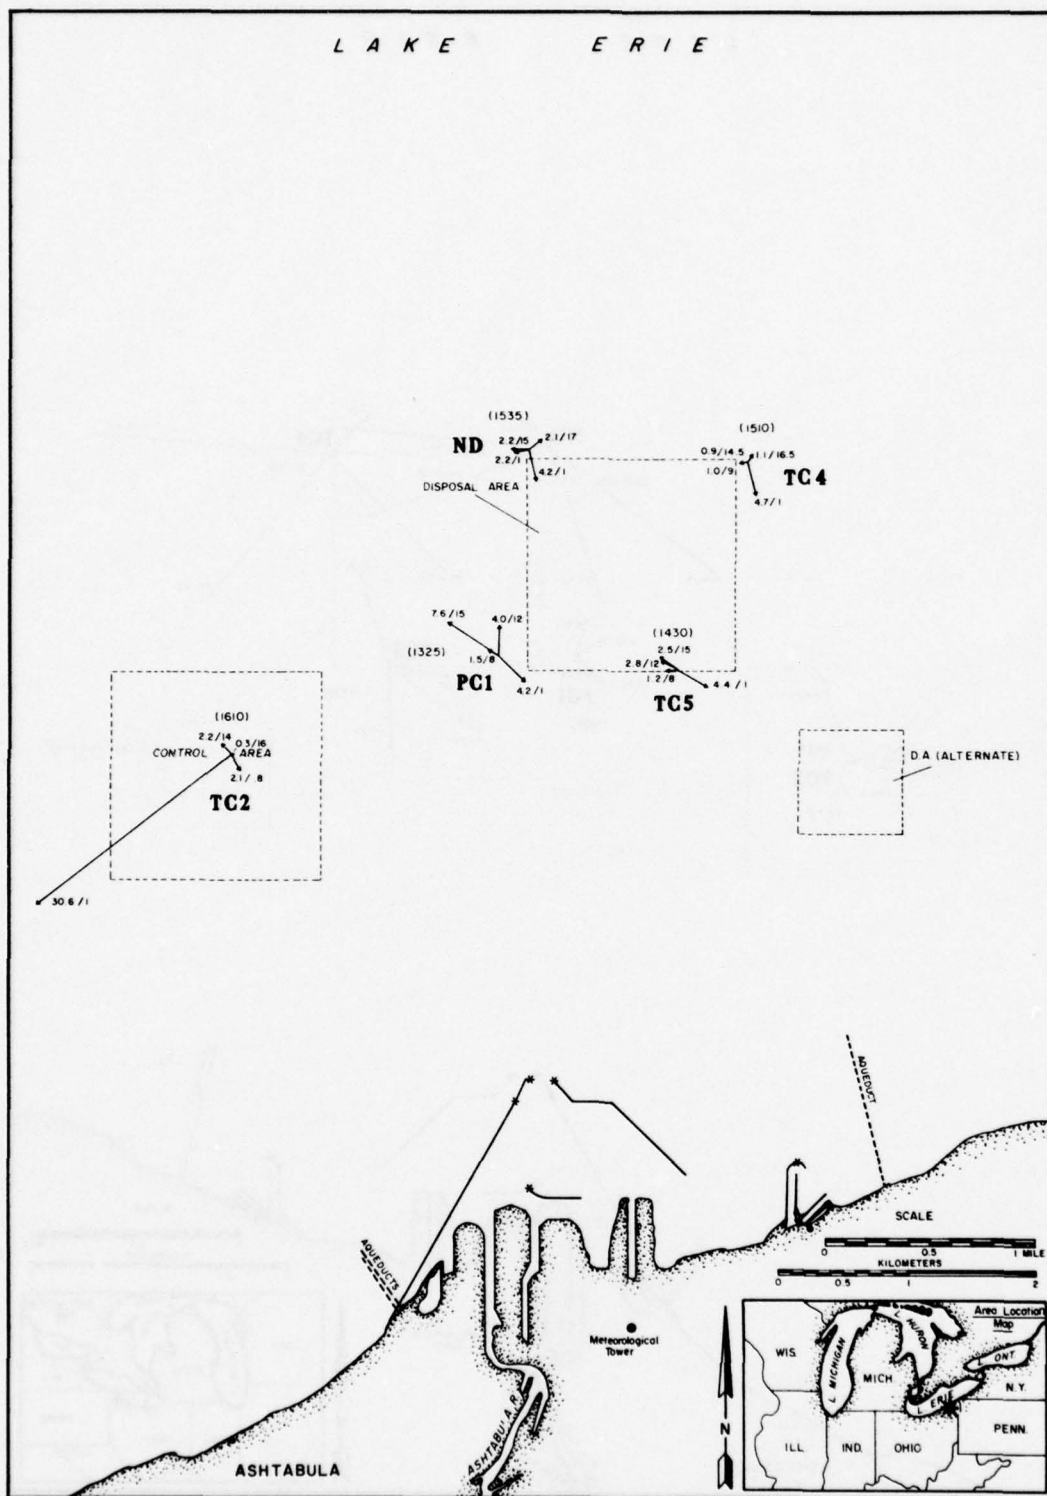 LAKE ERIE
(1535)
ND
2.2/15
2.1/17
2.2/1
4.2/1
(1510)
0.9/14.5
1.1/16.5
1.0/9
TC4
4.7/1
DISPOSAL AREA
7.6/15
4.0/12
(1325)
1.5/8
PC1
4.2/1
(1430)
2.5/15
2.8/12
1.2/8
4.4/1
TC5
(1610)
2.2/14
0.3/16
CONTROL AREA
2.1/.8
TC2
30.6/1
D.A. (ALTERNATE)
AQUEDUCT
AQUEDUCTS
SCALE
0 0.5 1 MILE
KILOMETERS
0 0.5 1 2
Meteorological
Tower
ASHTABULA R.
ASHTABULA
N
Area Location
Map
WIS.
L. MICHIGAN
MICH.
HURON
L. ONT.
N.Y.
L. ERIE
PENN.
ILL.
IND.
OHIO